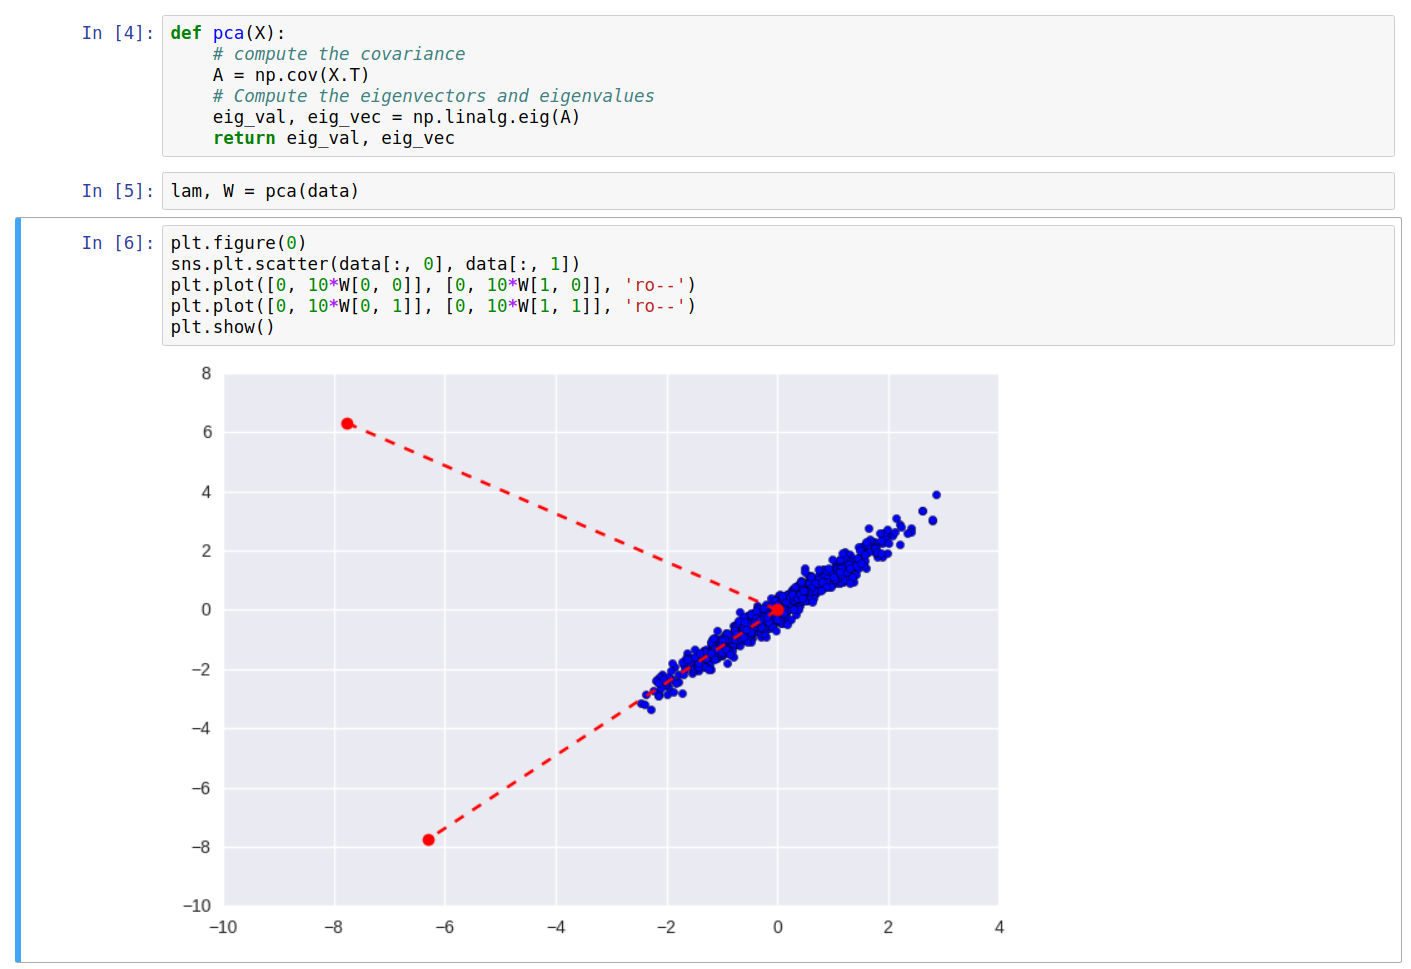 In [4]: def pca(X):
    # compute the covariance
    A = np.cov(X.T)
    # Compute the eigenvectors and eigenvalues
    eig_val, eig_vec = np.linalg.eig(A)
    return eig_val, eig_vec
In [5]: lam, W = pca(data)
In [6]: plt.figure(0)
sns.plt.scatter(data[:, 0], data[:, 1])
plt.plot([0, 10*W[0, 0]], [0, 10*W[1, 0]], 'ro--')
plt.plot([0, 10*W[0, 1]], [0, 10*W[1, 1]], 'ro--')
plt.show()
8
6
4
2
0
−2
−4
−6
−8
−10
−10 −8 −6 −4 −2 0 2 4